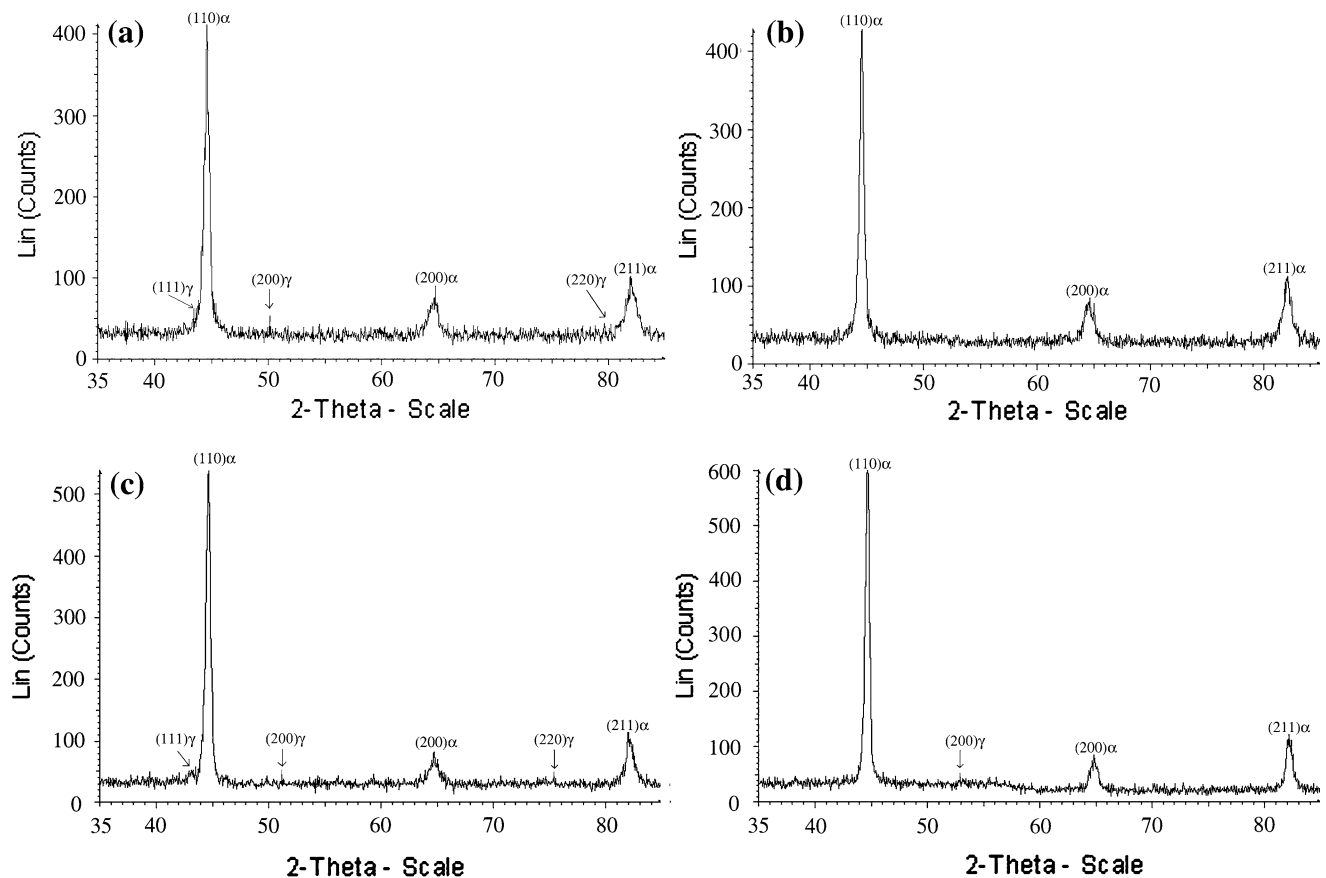 (a)
(110)α
400
300
200
100
0
(111)γ
(200)γ
(200)α
(220)γ
(211)α
35 40 50 60 70 80
Lin (Counts)
2-Theta - Scale
(b)
(110)α
400
300
200
100
0
(200)α
(211)α
35 40 50 60 70 80
Lin (Counts)
2-Theta - Scale
(c)
(110)α
500
400
300
200
100
0
(111)γ
(200)γ
(200)α
(220)γ
(211)α
35 40 50 60 70 80
Lin (Counts)
2-Theta - Scale
(d)
(110)α
600
500
400
300
200
100
0
(200)γ
(200)α
(211)α
35 40 50 60 70 80
Lin (Counts)
2-Theta - Scale